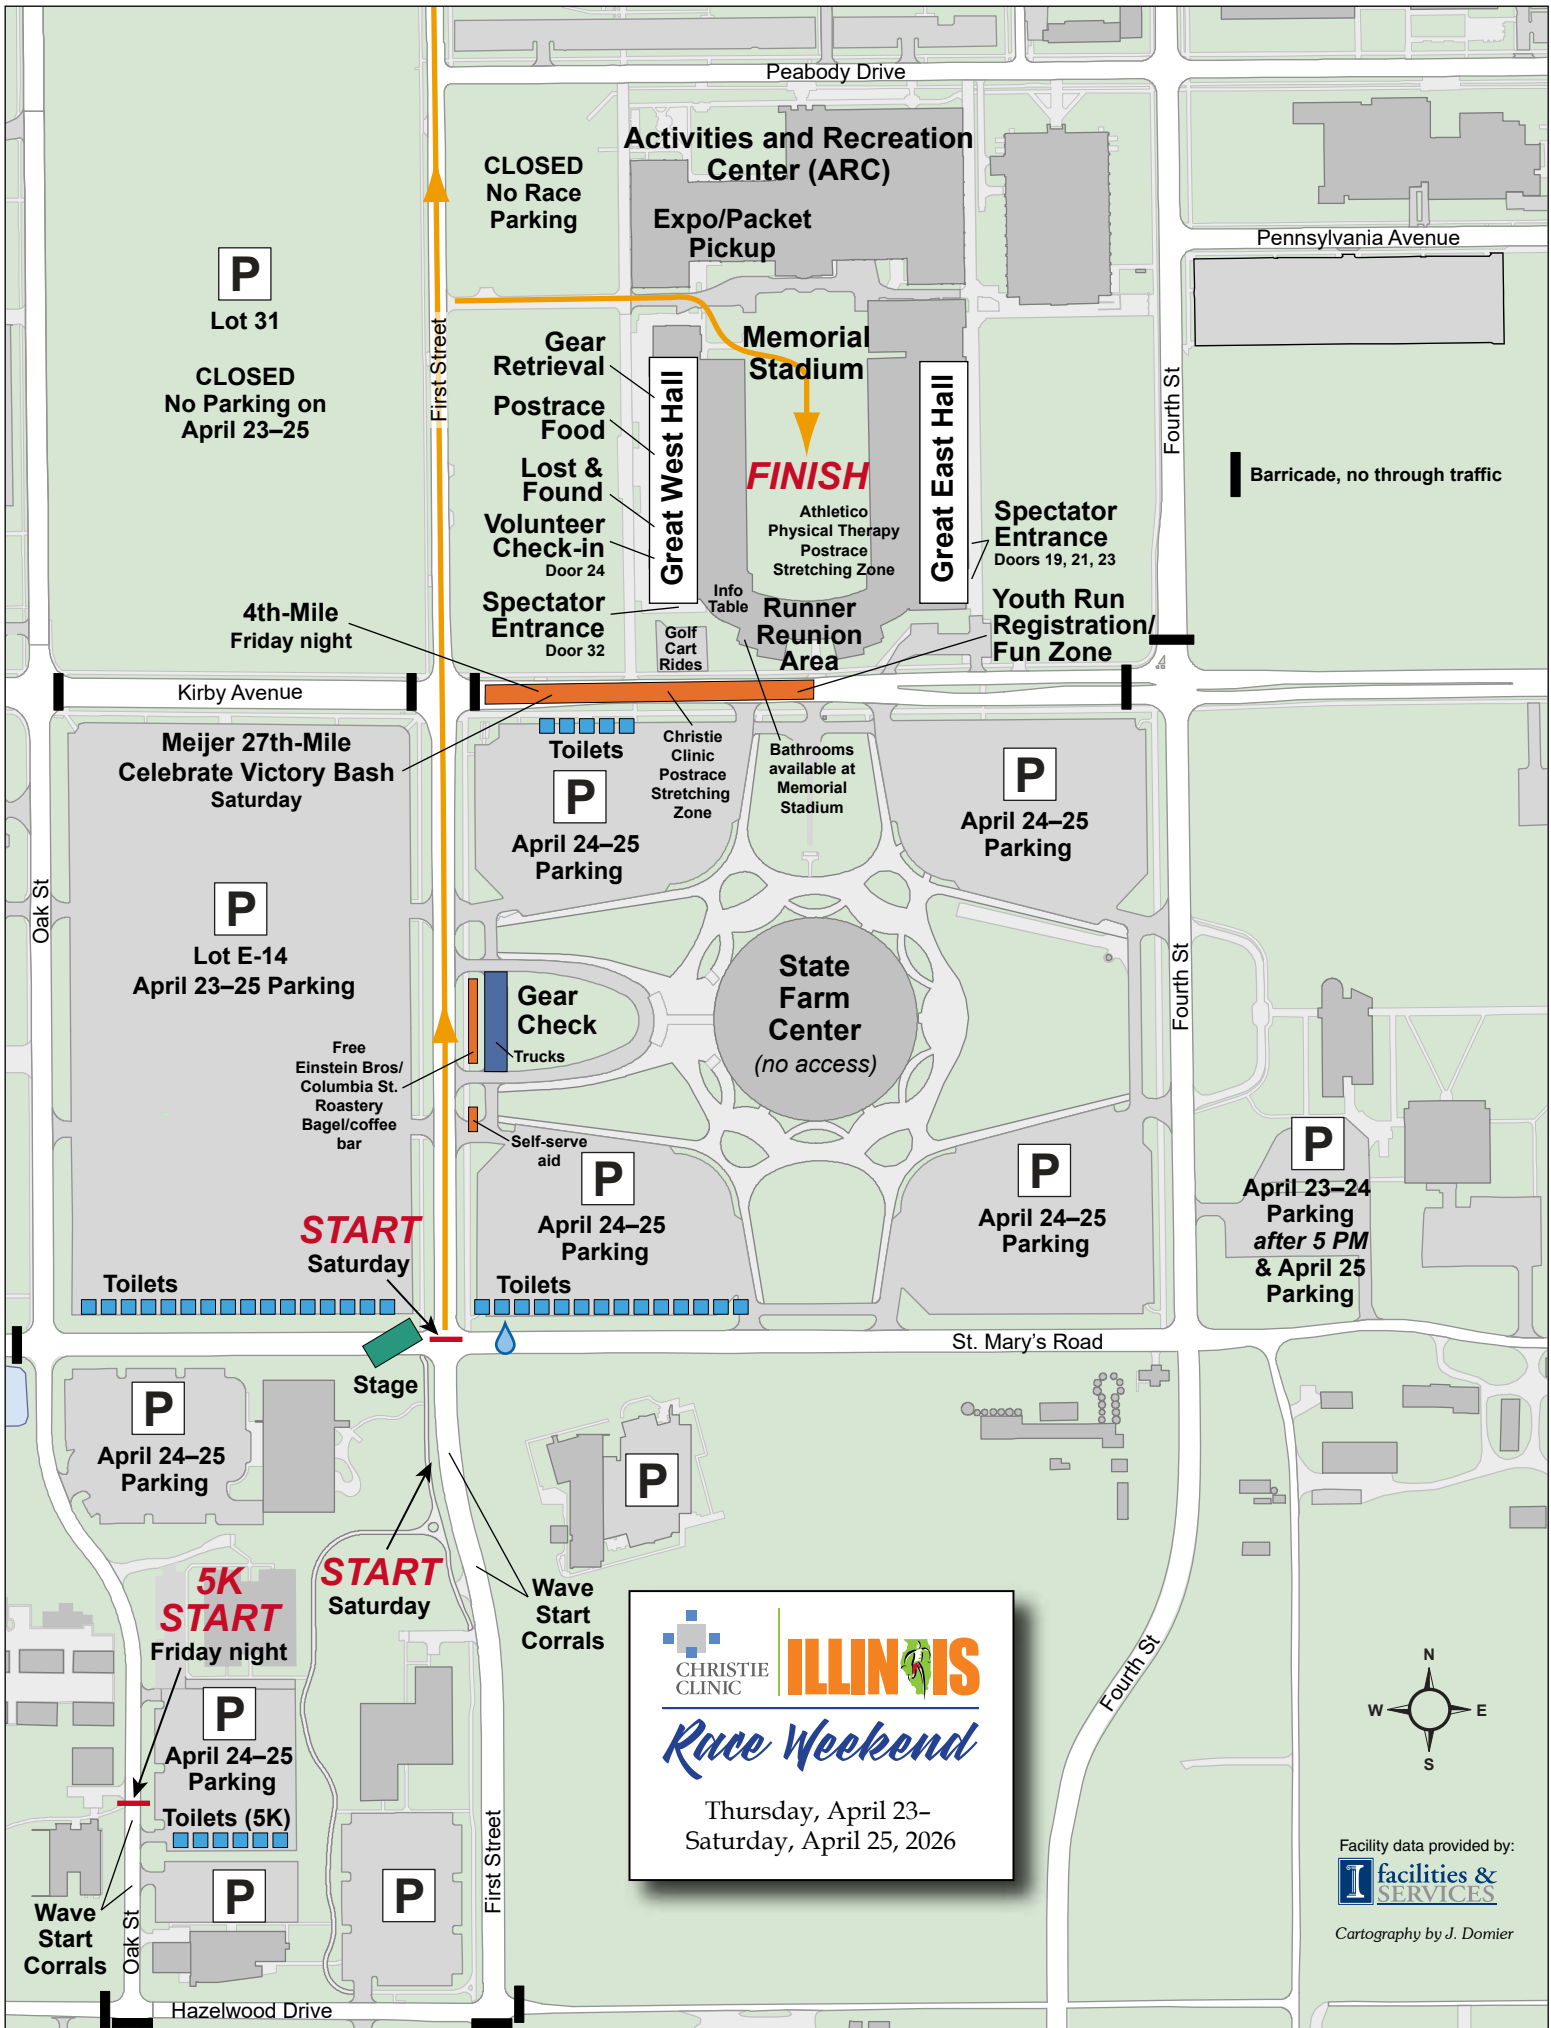 Peabody Drive
Activities and Recreation
Center (ARC)
CLOSED
No Race
Parking
Expo/Packet
Pickup
Pennsylvania Avenue
P
Lot 31
CLOSED
No Parking on
April 23–25
First Street
Gear
Retrieval
Postrace
Food
Lost &
Found
Volunteer
Check-in
Door 24
Spectator
Entrance
Door 32
Great West Hall
Memorial
Stadium
FINISH
Athletico
Physical Therapy
Postrace
Stretching Zone
Great East Hall
Fourth St
Barricade, no through traffic
Spectator
Entrance
Doors 19, 21, 23
Info
Table
Runner
Reunion
Area
Golf
Cart
Rides
Youth Run
Registration/
Fun Zone
4th-Mile
Friday night
Kirby Avenue
Meijer 27th-Mile
Celebrate Victory Bash
Saturday
Toilets
P
April 24–25
Parking
Christie
Clinic
Postrace
Stretching
Zone
Bathrooms
available at
Memorial
Stadium
P
April 24–25
Parking
Oak St
P
Lot E-14
April 23–25 Parking
State
Farm
Center
(no access)
Fourth St
Gear
Check
Trucks
Free
Einstein Bros/
Columbia St.
Roastery
Bagel/coffee
bar
Self-serve
aid
P
April 24–25
Parking
P
April 24–25
Parking
P
April 23–24
Parking
after 5 PM
& April 25
Parking
START
Saturday
Toilets
Toilets
St. Mary's Road
Stage
P
April 24–25
Parking
P
START
Saturday
Wave
Start
Corrals
5K
START
Friday night
P
April 24–25
Parking
Toilets (5K)
P
P
Wave
Start
Corrals
Oak St
First Street
Hazelwood Drive
Fourth St
CHRISTIE
CLINIC
ILLINOIS
Race Weekend
Thursday, April 23–
Saturday, April 25, 2026
N
W
E
S
Facility data provided by:
I
facilities &
SERVICES
Cartography by J. Domier